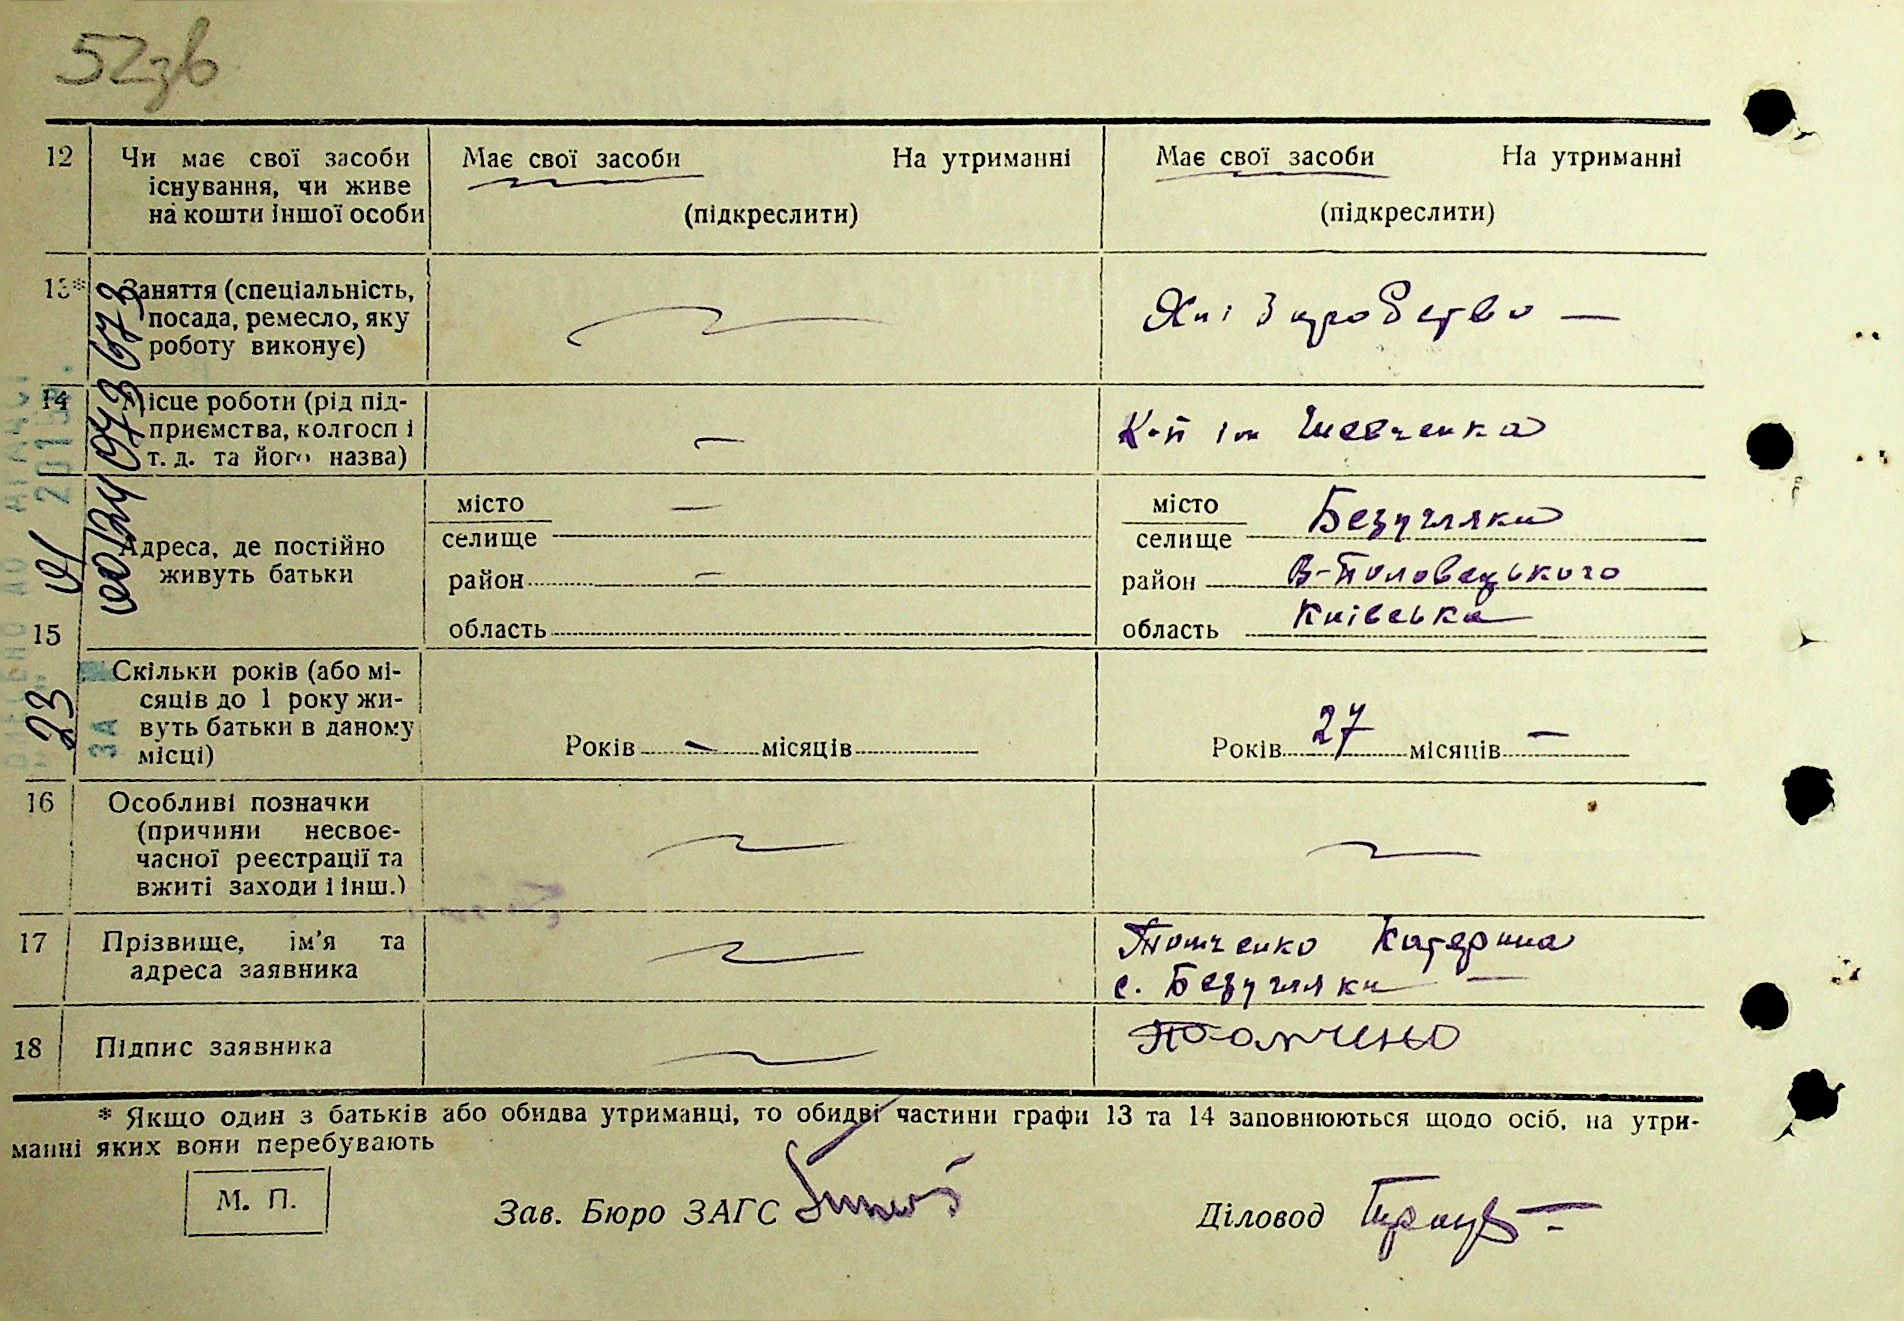 52зв
12 Чи має свої засоби існування, чи живе на кошти іншої особи
Має свої засоби На утриманні
(підкреслити)
Має свої засоби На утриманні
(підкреслити)
13* Заняття (спеціальність, посада, ремесло, яку роботу виконує)
Хліборобство —
14 Місце роботи (рід підприємства, колгосп і т. д. та його назва)
—
К-п ім Шевченка
15 Адреса, де постійно живуть батьки
місто —
селище
район —
область
місто
селище Безугляки
район В-Половецького
область Київська
Скільки років (або місяців до 1 року живуть батьки в даному місці)
Років - місяців
Років 27 місяців —
16 Особливі позначки (причини несвоєчасної реєстрації та вжиті заходи і інш.)
17 Прізвище, ім'я та адреса заявника
Катерина
с. Безугляки —
18 Підпис заявника
* Якщо один з батьків або обидва утриманці, то обидві частини графи 13 та 14 заповнюються щодо осіб, на утри-
манні яких вони перебувають
М. П.
Зав. Бюро ЗАГС
Діловод
23